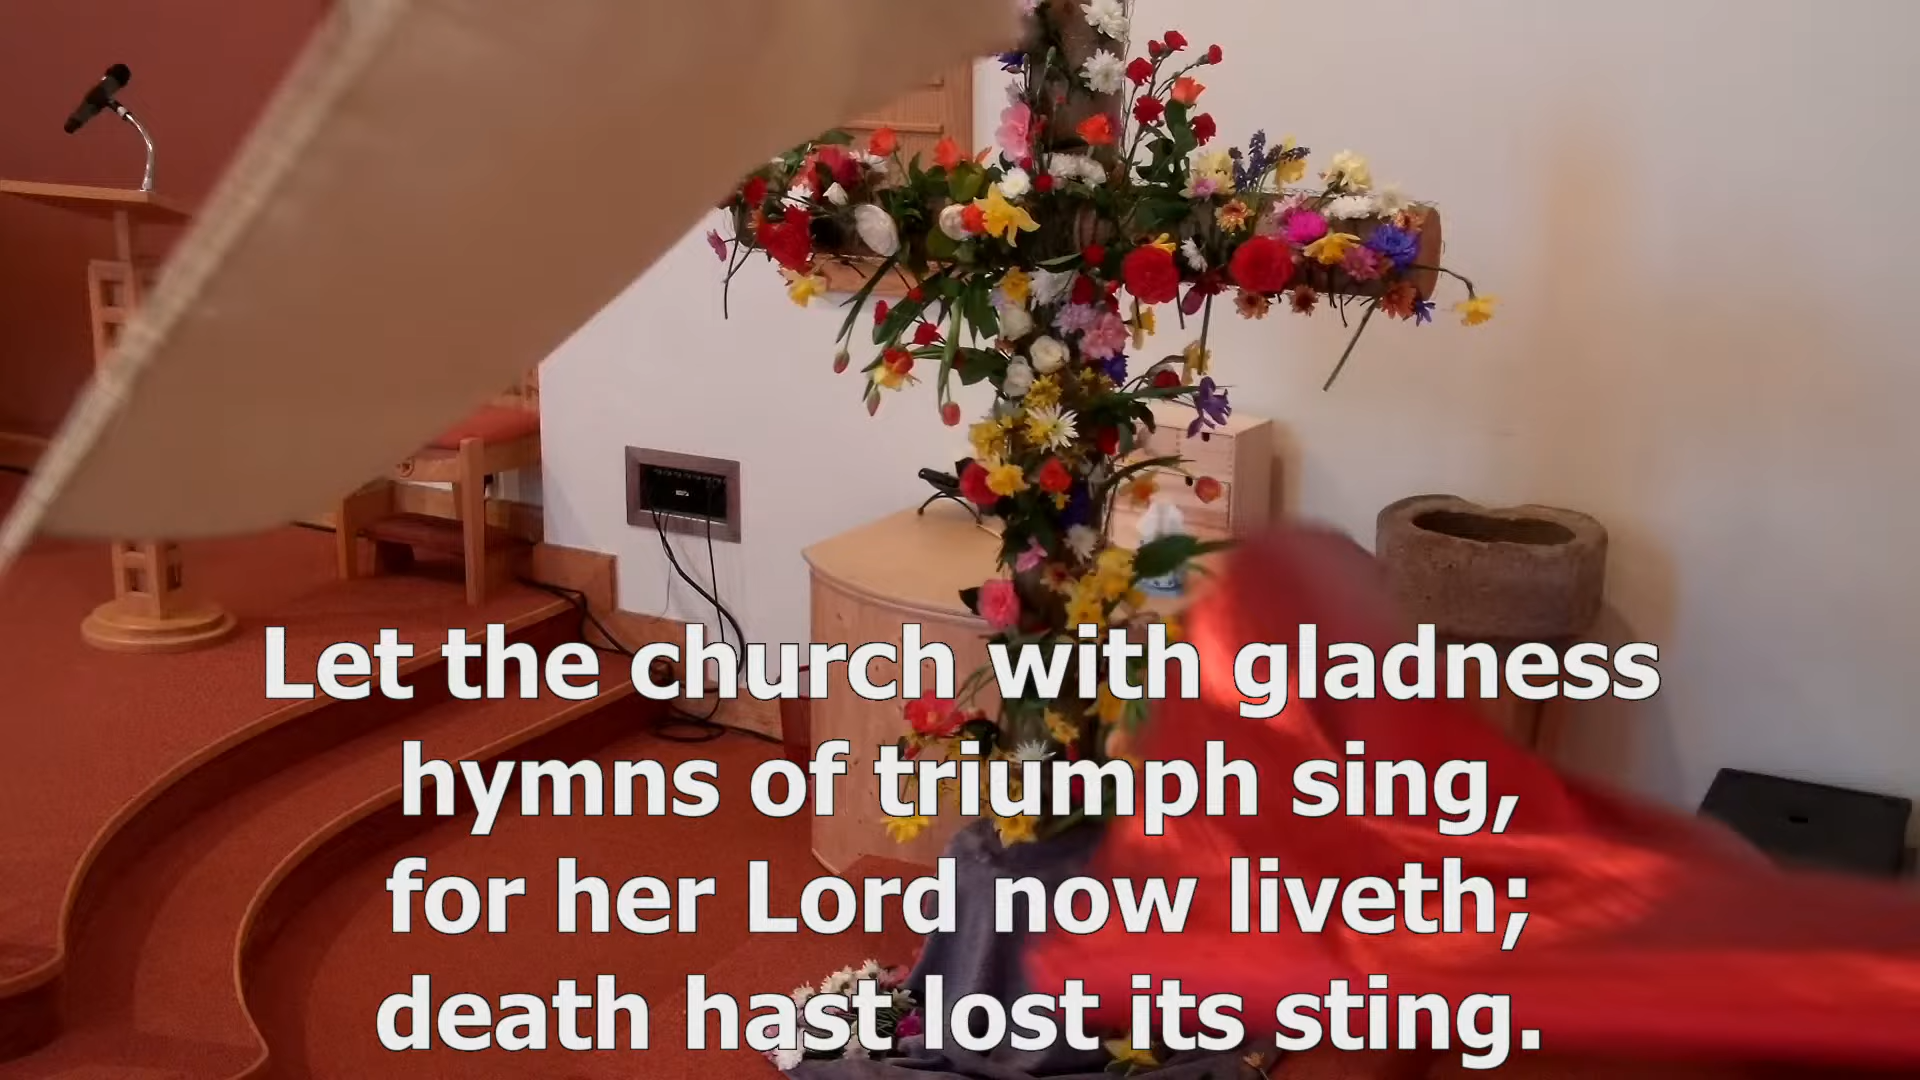 Let the church with gladness
hymns of triumph sing,
for her Lord now liveth;
death hast lost its sting.